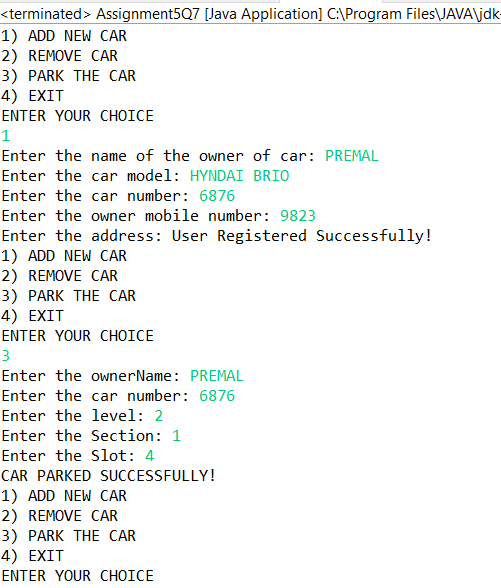 <terminated> Assignment5Q7 [Java Application] C:\Program Files\JAVA\jdk-
1) ADD NEW CAR
2) REMOVE CAR
3) PARK THE CAR
4) EXIT
ENTER YOUR CHOICE
1
Enter the name of the owner of car: PREMAL
Enter the car model: HYNDAI BRIO
Enter the car number: 6876
Enter the owner mobile number: 9823
Enter the address: User Registered Successfully!
1) ADD NEW CAR
2) REMOVE CAR
3) PARK THE CAR
4) EXIT
ENTER YOUR CHOICE
3
Enter the ownerName: PREMAL
Enter the car number: 6876
Enter the level: 2
Enter the Section: 1
Enter the Slot: 4
CAR PARKED SUCCESSFULLY!
1) ADD NEW CAR
2) REMOVE CAR
3) PARK THE CAR
4) EXIT
ENTER YOUR CHOICE